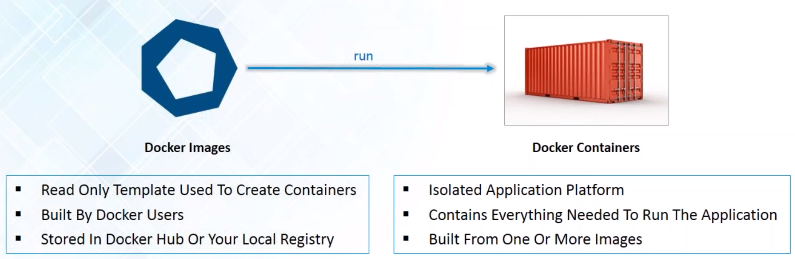 run
Docker Images
Docker Containers
▪ Read Only Template Used To Create Containers
▪ Built By Docker Users
▪ Stored In Docker Hub Or Your Local Registry
▪ Isolated Application Platform
▪ Contains Everything Needed To Run The Application
▪ Built From One Or More Images